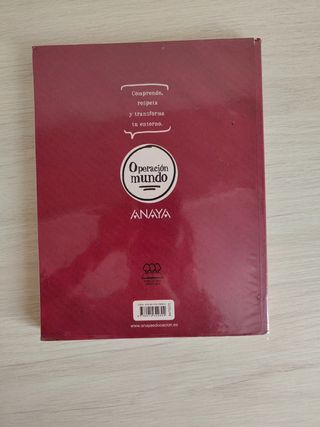 Comprende,
respeta
y transforma
tu entorno.
Operación
mundo
ANAYA
www.anayaeducacion.es